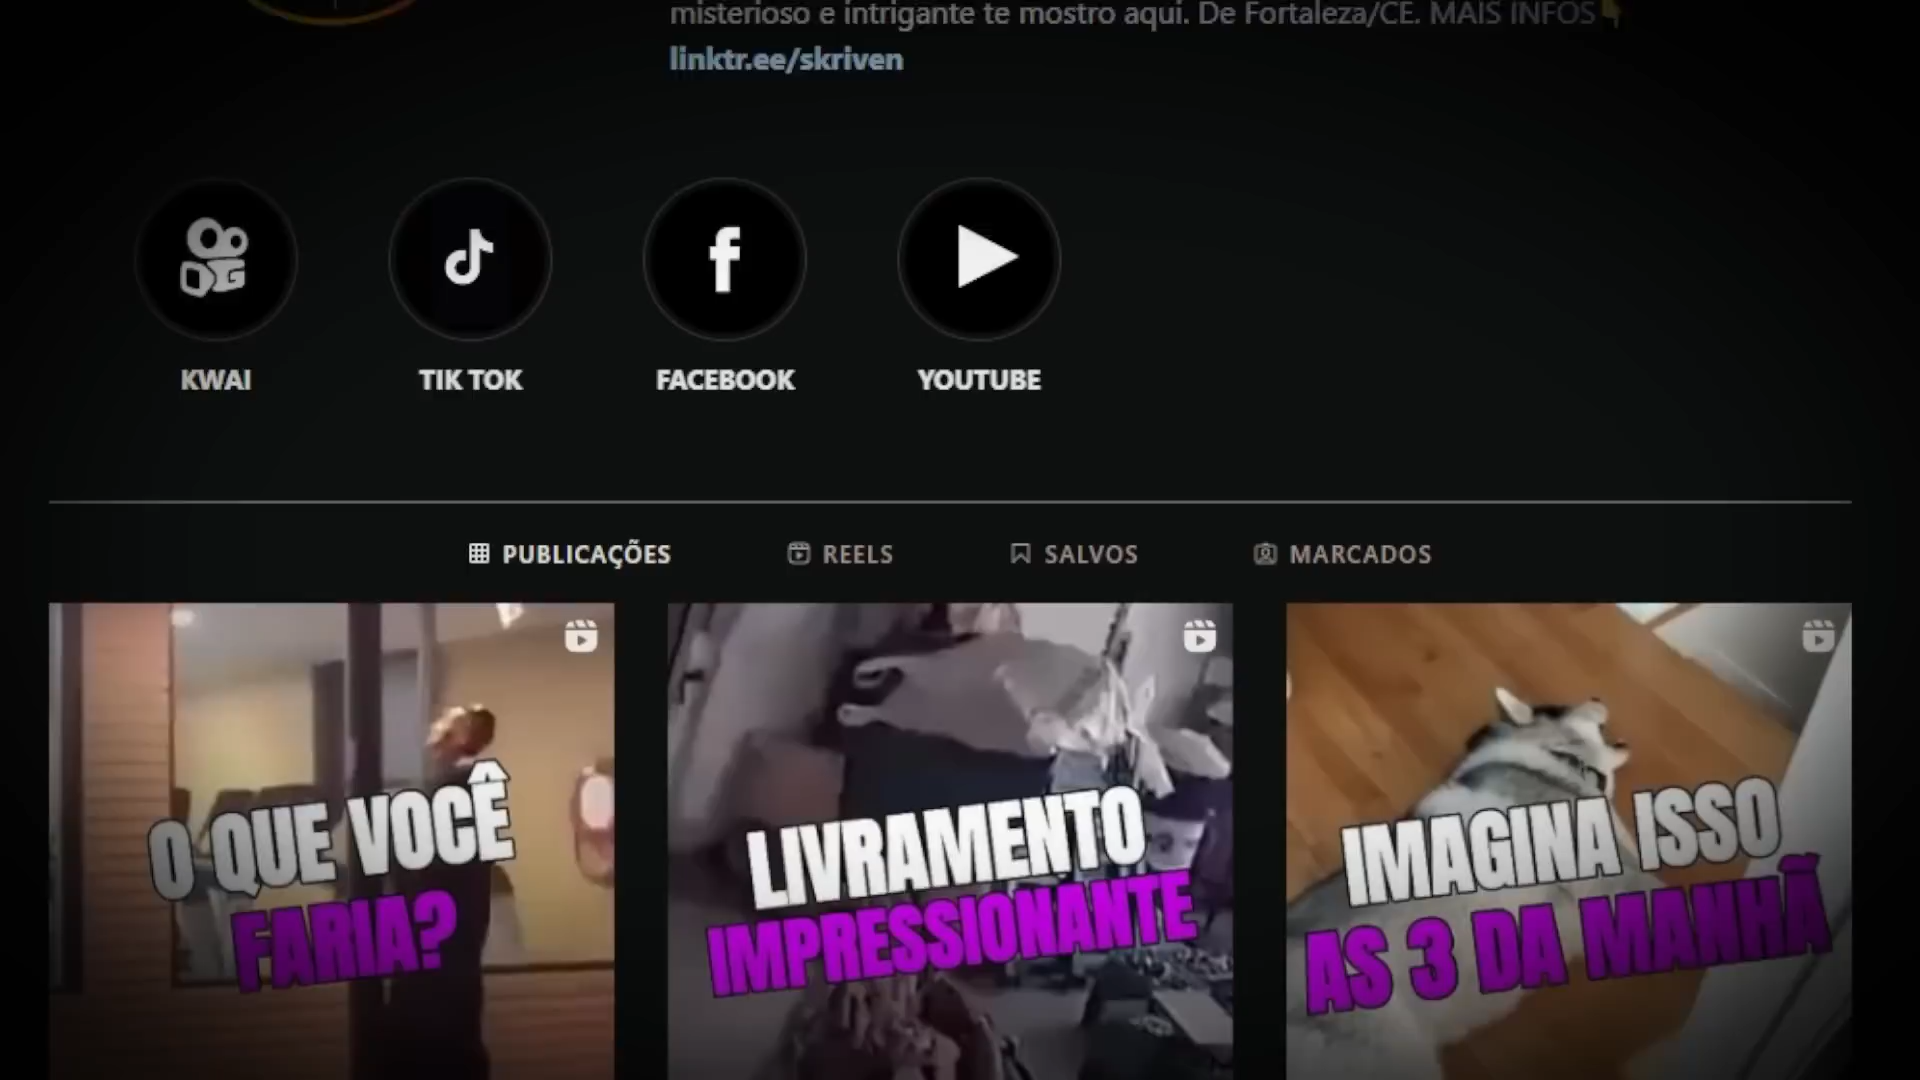 misterioso e intrigante te mostro aqui. De Fortaleza/CE. MAIS INFOS
linktr.ee/skriven
KWAI
TIK TOK
FACEBOOK
YOUTUBE
PUBLICAÇÕES
REELS
SALVOS
MARCADOS
O QUE VOCÊ
FARIA?
LIVRAMENTO
IMPRESSIONANTE
IMAGINA ISSO
AS 3 DA MANHÃ